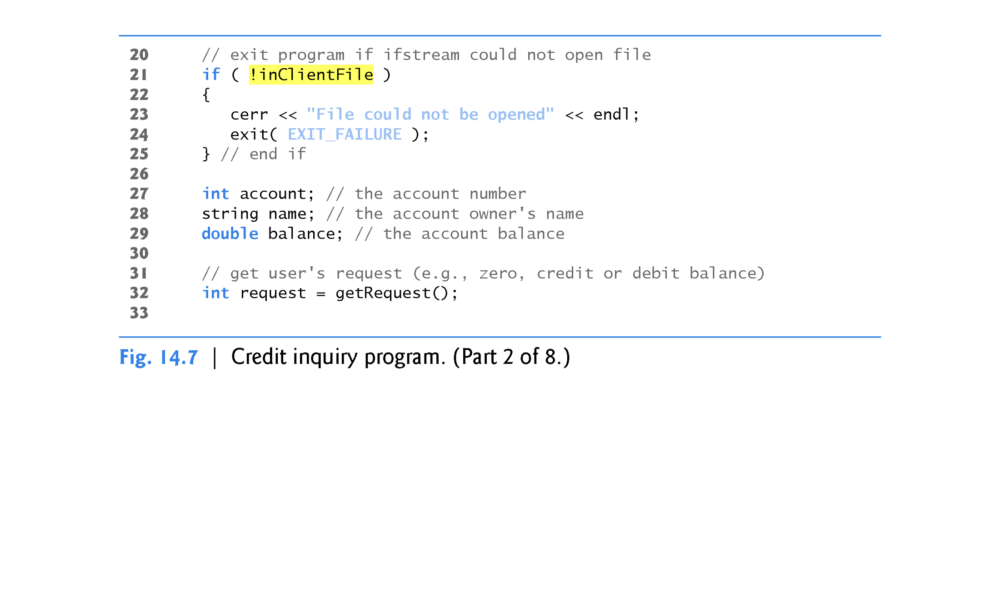 20 // exit program if ifstream could not open file
21 if ( !inClientFile )
22 {
23 cerr << "File could not be opened" << endl;
24 exit( EXIT_FAILURE );
25 } // end if
26
27 int account; // the account number
28 string name; // the account owner's name
29 double balance; // the account balance
30
31 // get user's request (e.g., zero, credit or debit balance)
32 int request = getRequest();
33
Fig. 14.7 | Credit inquiry program. (Part 2 of 8.)